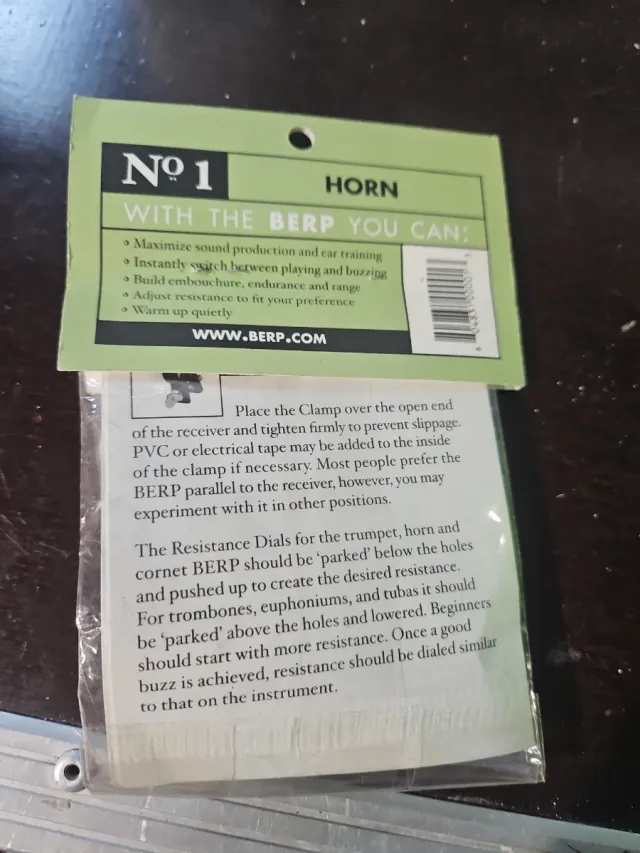 Nº 1
HORN
WITH THE BERP YOU CAN:
• Maximize sound production and ear training
• Instantly switch between playing and buzzing
• Build embouchure, endurance and range
• Adjust resistance to fit your preference
• Warm up quietly
WWW.BERP.COM
Place the Clamp over the open end
of the receiver and tighten firmly to prevent slippage.
PVC or electrical tape may be added to the inside
of the clamp if necessary. Most people prefer the
BERP parallel to the receiver, however, you may
experiment with it in other positions.
The Resistance Dials for the trumpet, horn and
cornet BERP should be ‘parked’ below the holes
and pushed up to create the desired resistance.
For trombones, euphoniums, and tubas it should
be ‘parked’ above the holes and lowered. Beginners
should start with more resistance. Once a good
buzz is achieved, resistance should be dialed similar
to that on the instrument.